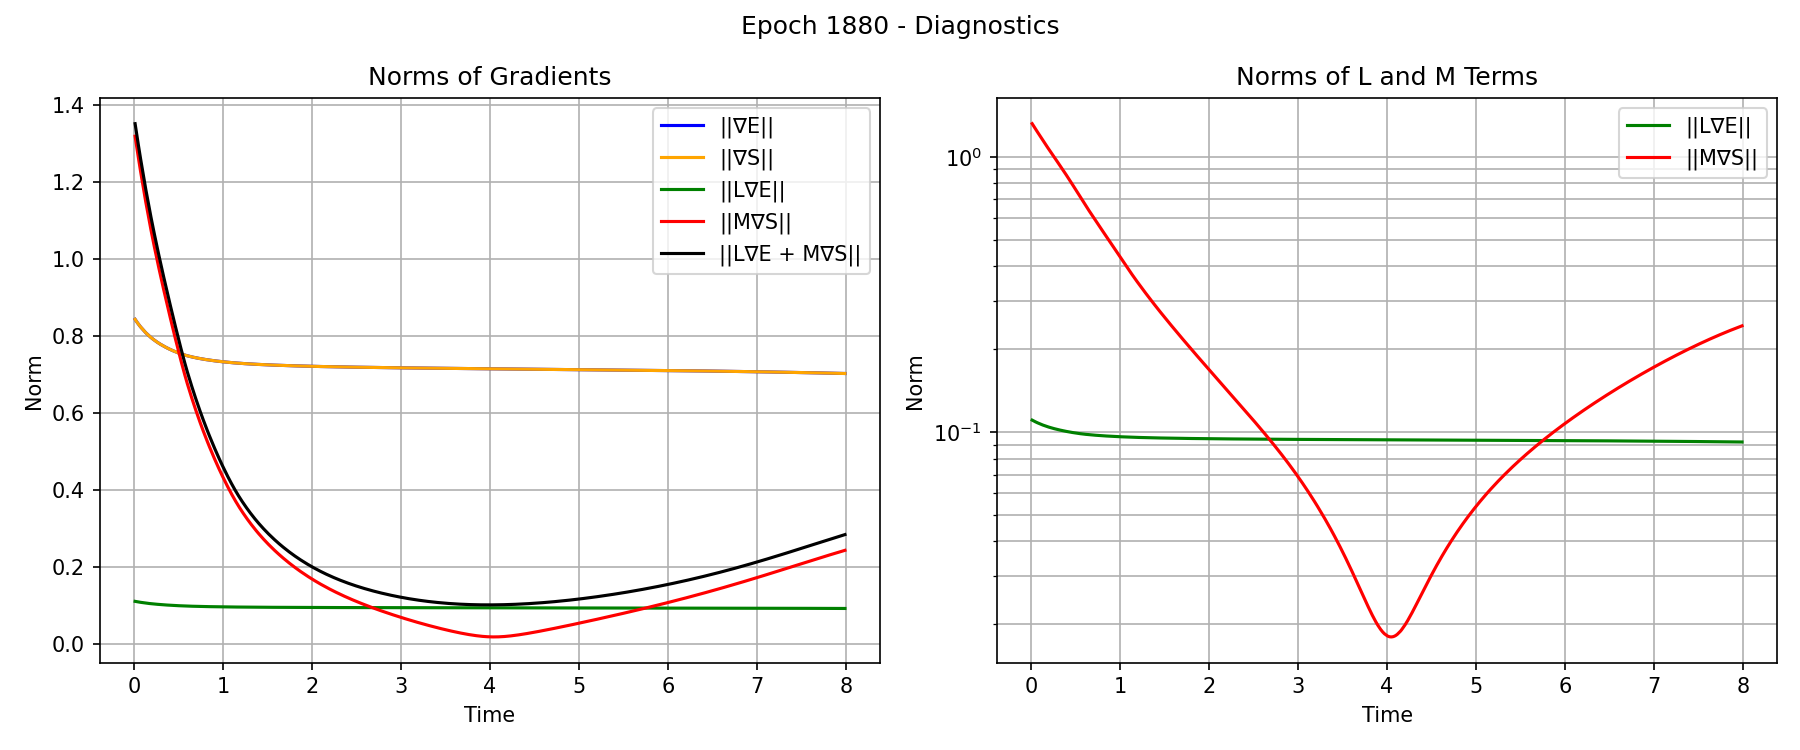 Epoch 1880 - Diagnostics
Norms of Gradients
1.4
1.2
1.0
0.8
0.6
0.4
0.2
0.0
Norm
0 1 2 3 4 5 6 7 8
Time
||∇E||
||∇S||
||L∇E||
||M∇S||
||L∇E + M∇S||
Norms of L and M Terms
10⁰
10⁻¹
Norm
0 1 2 3 4 5 6 7 8
Time
||L∇E||
||M∇S||